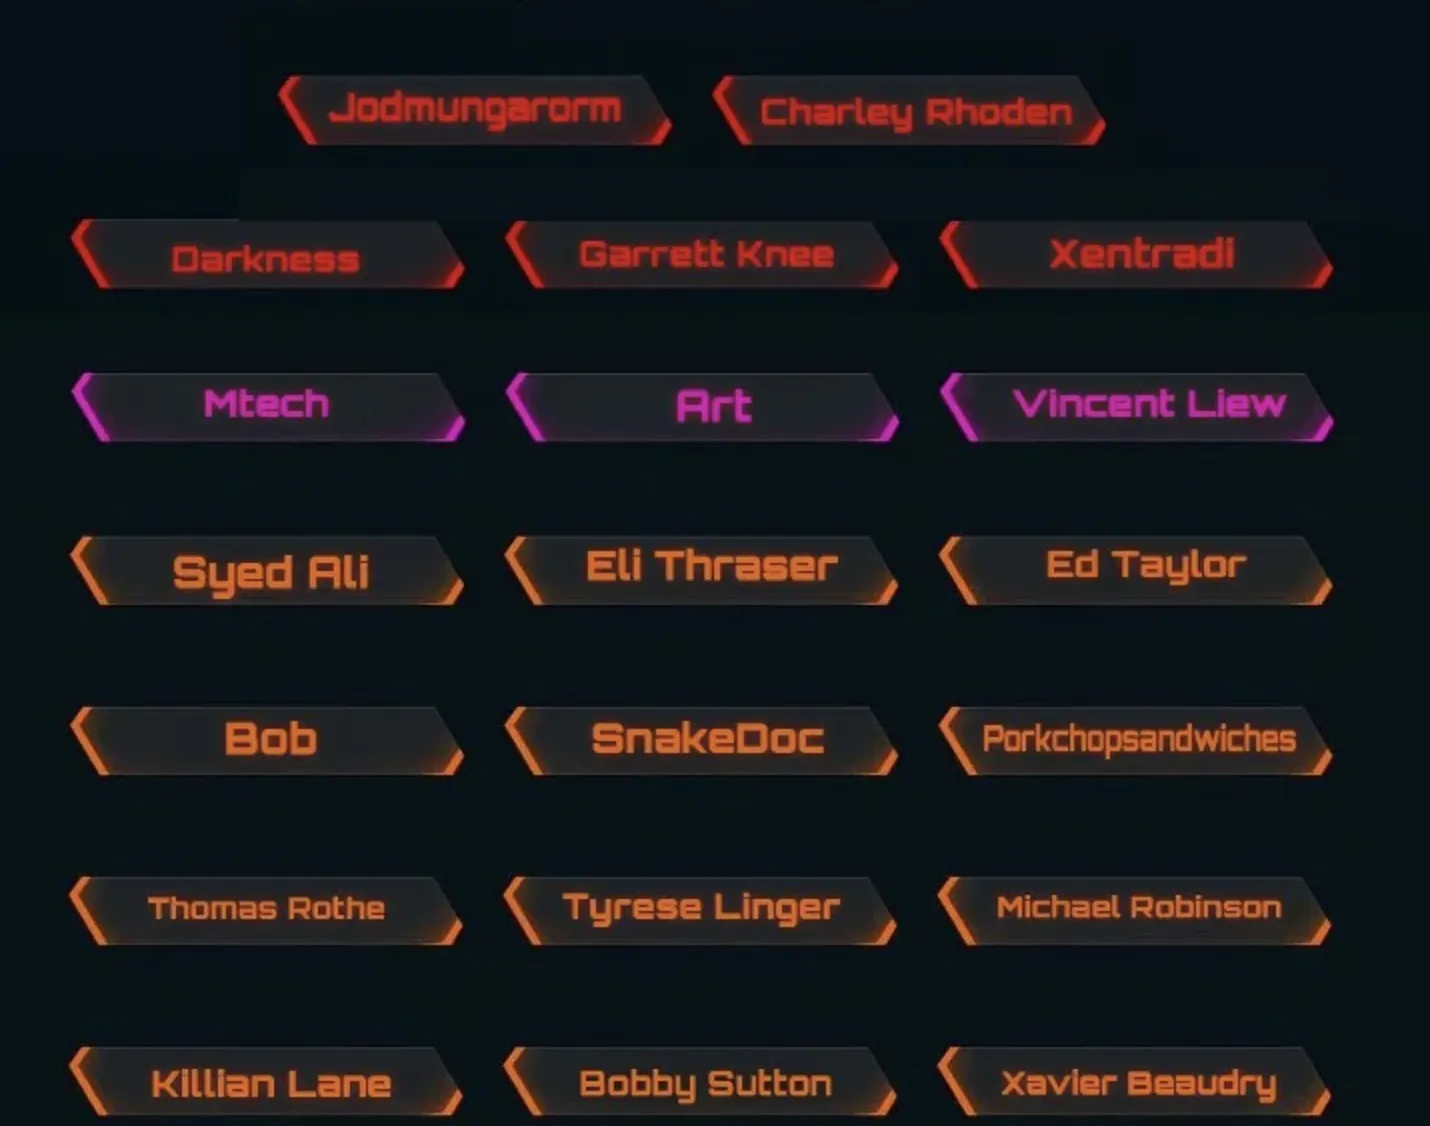 Jodmungarorm Charley Rhoden
Darkness Garrett Knee Xentradi
Mtech Art Vincent Liew
Syed Ali Eli Thraser Ed Taylor
Bob SnakeDoc Porkchopsandwiches
Thomas Rothe Tyrese Linger Michael Robinson
Killian Lane Bobby Sutton Xavier Beaudry